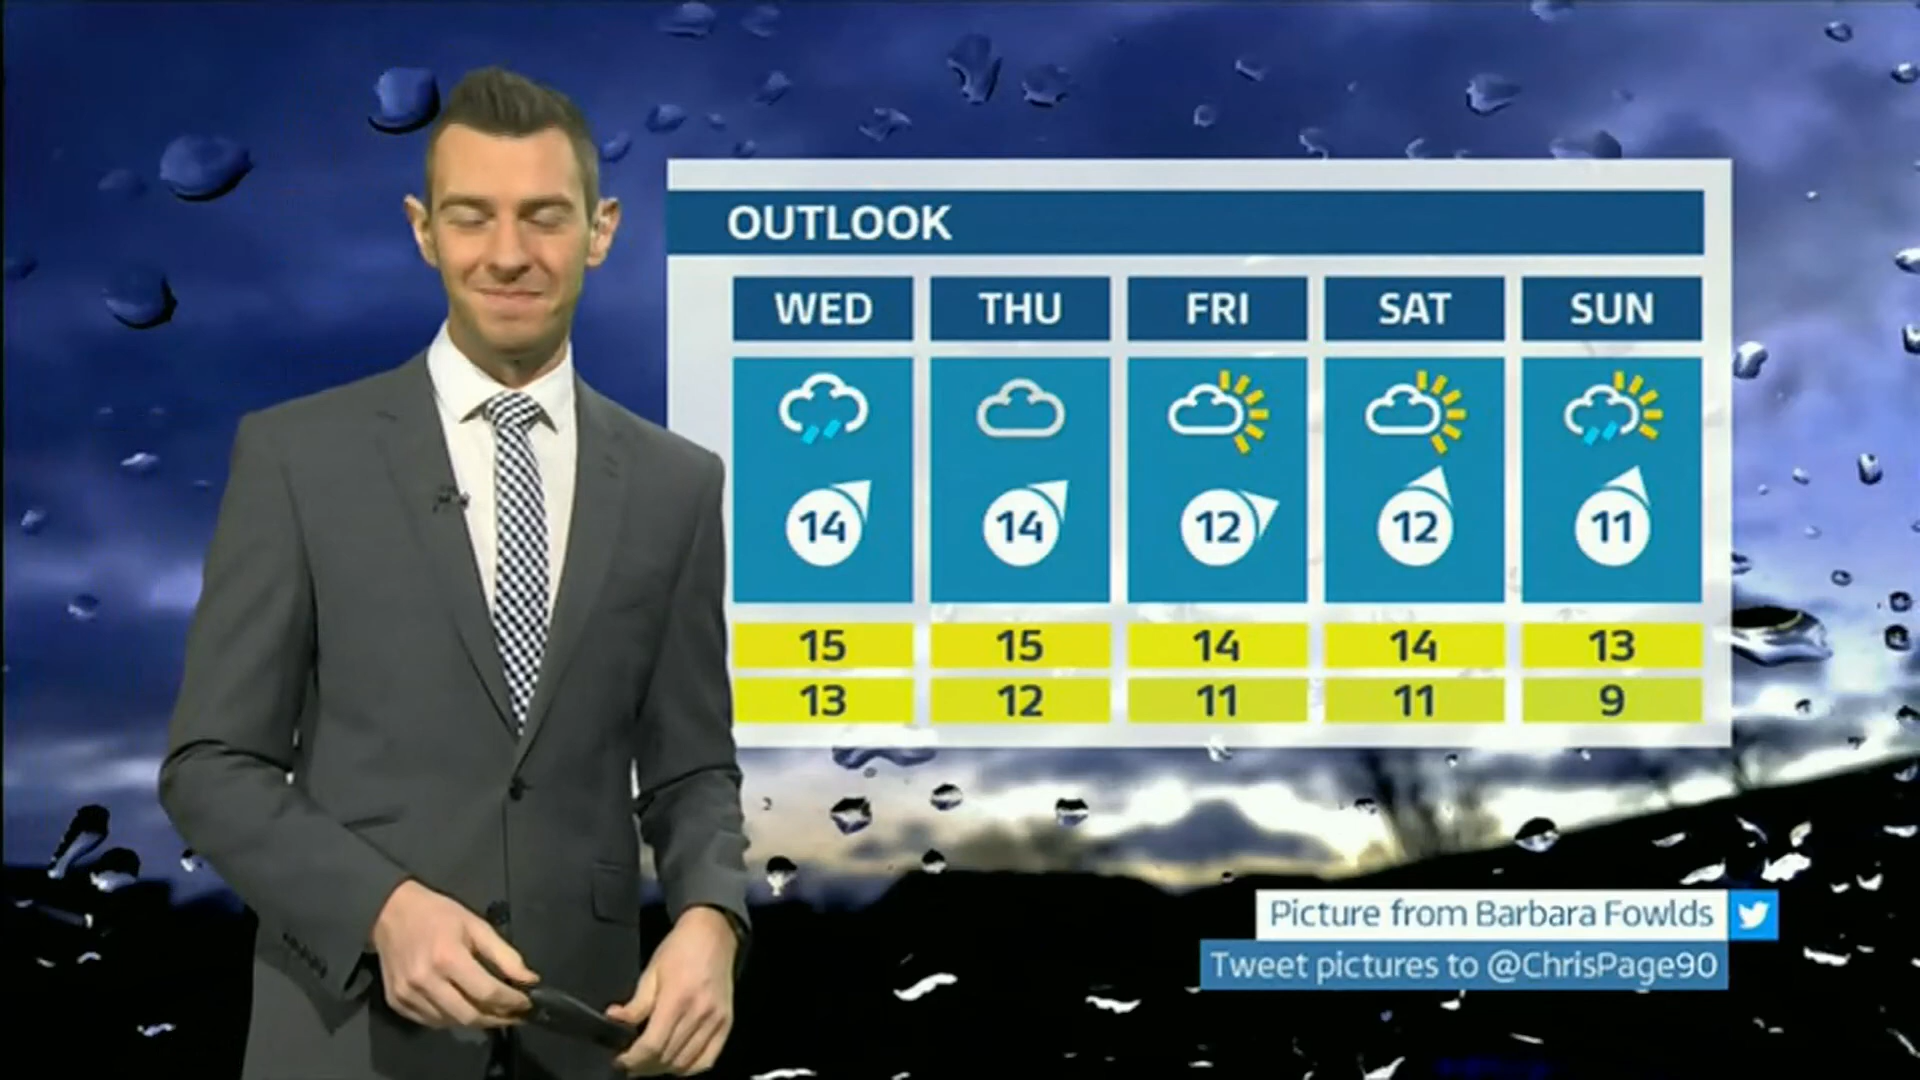 OUTLOOK
WED THU FRI SAT SUN
14 14 12 12 11
15 15 14 14 13
13 12 11 11 9
Picture from Barbara Fowlds
Tweet pictures to @ChrisPage90